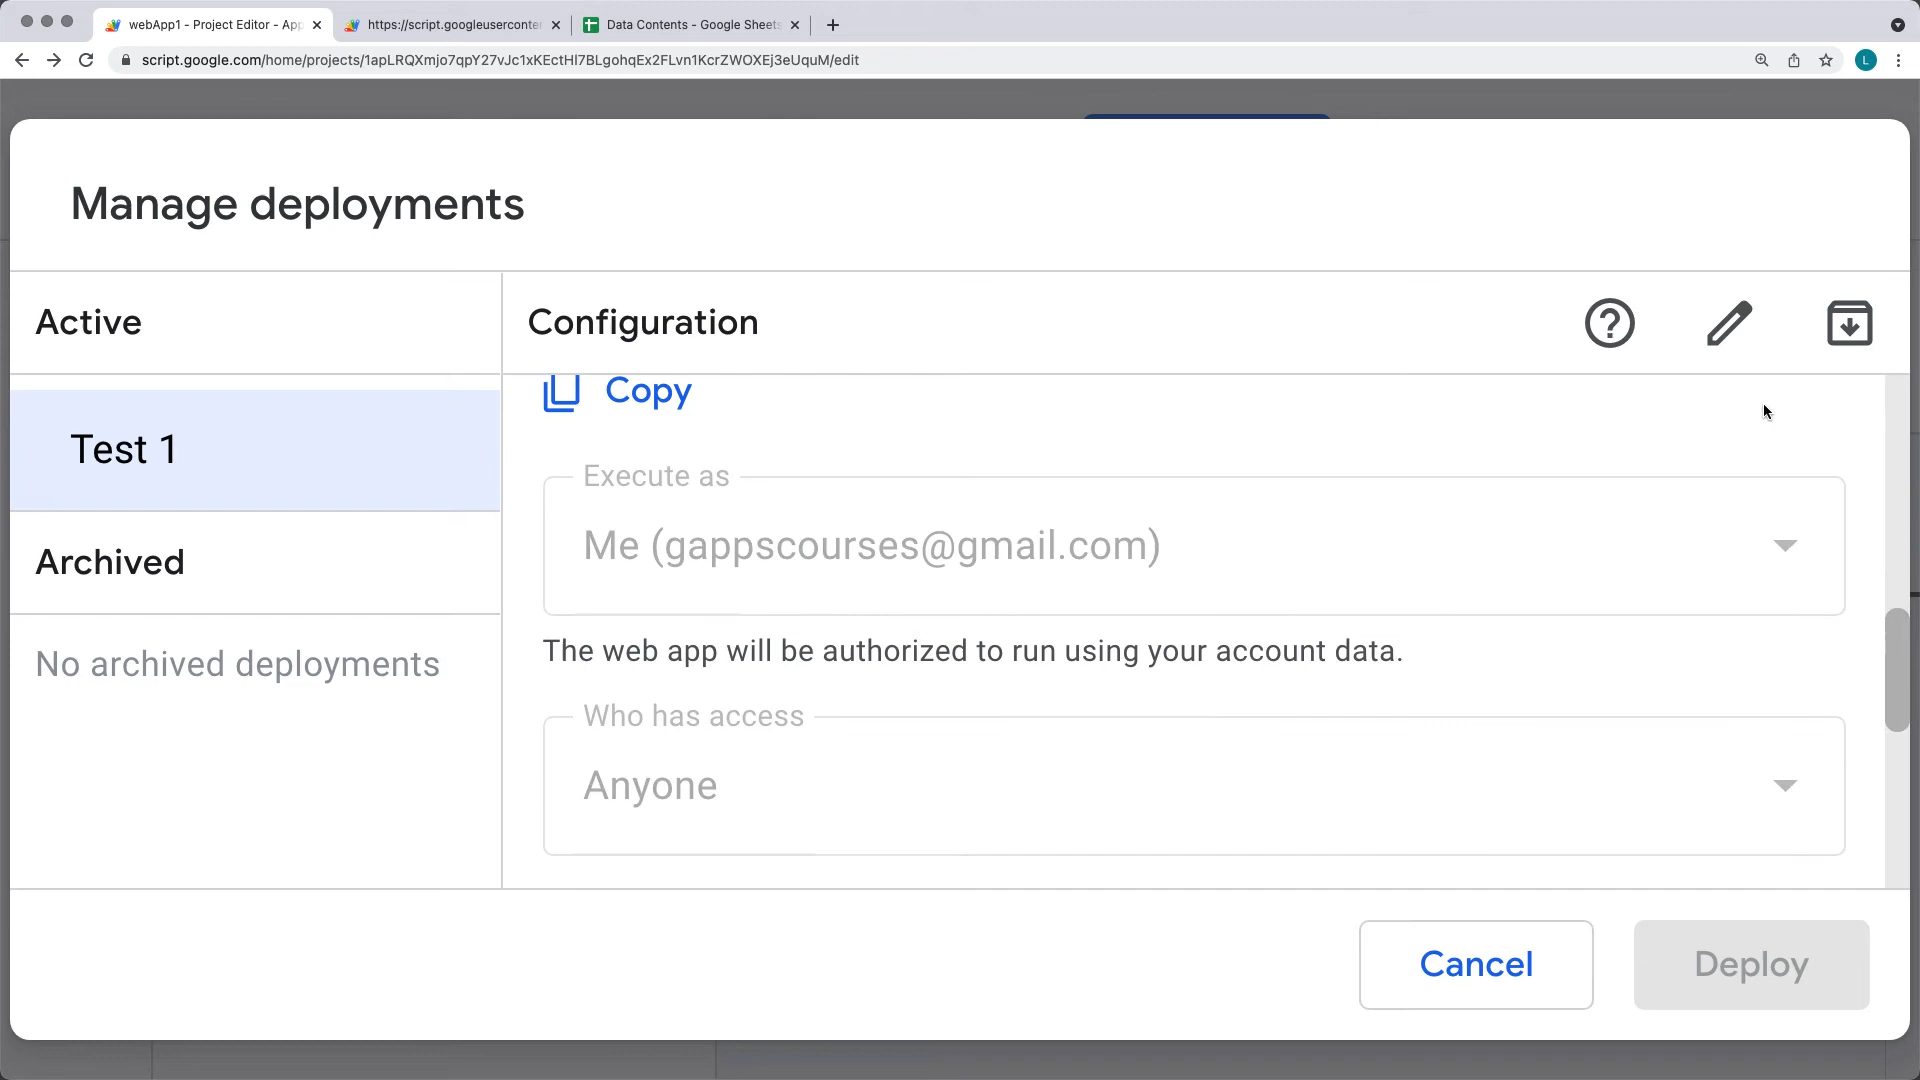 webApp1 - Project Editor - App
https://script.googleuserconter
Data Contents - Google Sheets
script.google.com/home/projects/1apLRQXmjo7qpY27vJc1xKEctHl7BLgohqEx2FLvn1KcrZWOXEj3eUquM/edit
L
Manage deployments
Active
Configuration
Copy
Test 1
Execute as
Me (gappscourses@gmail.com)
Archived
The web app will be authorized to run using your account data.
No archived deployments
Who has access
Anyone
Cancel
Deploy